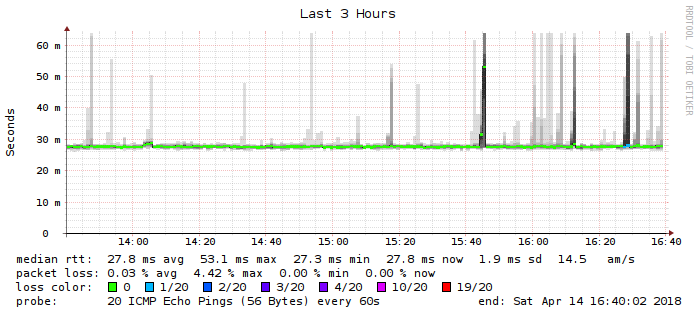 Last 3 Hours
RRDTOOL / TOBI OETIKER
Seconds
60 m
50 m
40 m
30 m
20 m
10 m
0
14:00 14:20 14:40 15:00 15:20 15:40 16:00 16:20 16:40
median rtt: 27.8 ms avg 53.1 ms max 27.3 ms min 27.8 ms now 1.9 ms sd 14.5 am/s
packet loss: 0.03 % avg 4.42 % max 0.00 % min 0.00 % now
loss color: 0 1/20 2/20 3/20 4/20 10/20 19/20
probe: 20 ICMP Echo Pings (56 Bytes) every 60s end: Sat Apr 14 16:40:02 2018